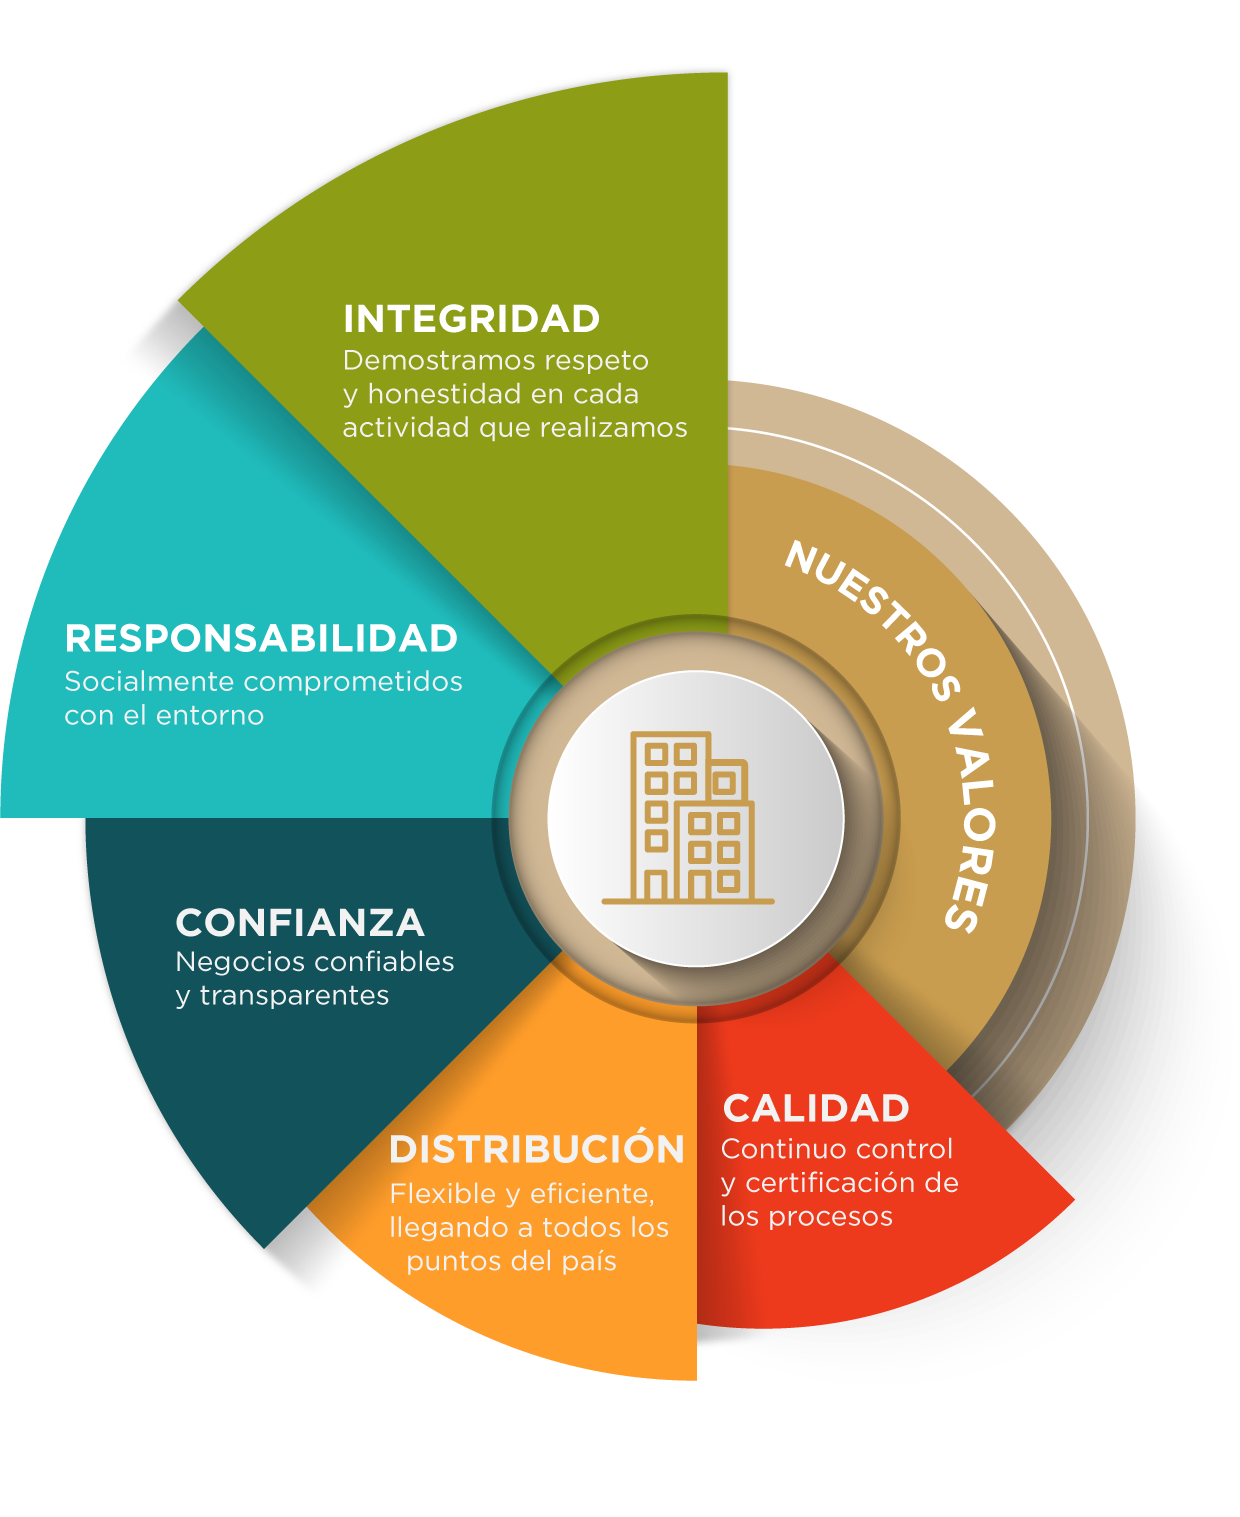 INTEGRIDAD
Demostramos respeto
y honestidad en cada
actividad que realizamos
NUESTROS VALORES
RESPONSABILIDAD
Socialmente comprometidos
con el entorno
CONFIANZA
Negocios confiables
y transparentes
DISTRIBUCIÓN
Flexible y eficiente,
llegando a todos los
puntos del país
CALIDAD
Continuo control
y certificación de
los procesos